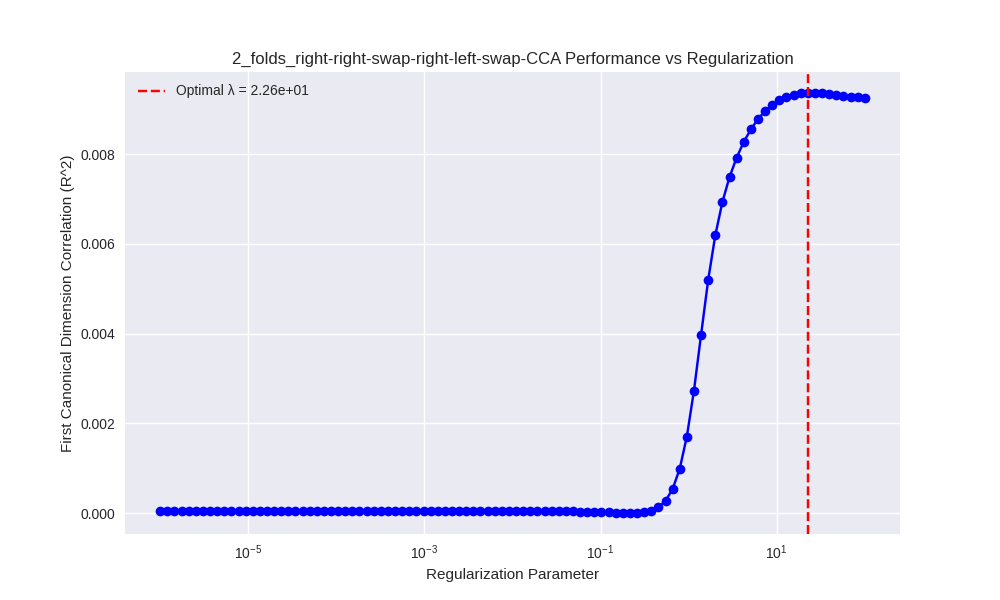 2_folds_right-right-swap-right-left-swap-CCA Performance vs Regularization
Optimal λ = 2.26e+01
First Canonical Dimension Correlation (R^2)
0.008
0.006
0.004
0.002
0.000
10⁻⁵
10⁻³
10⁻¹
10¹
Regularization Parameter